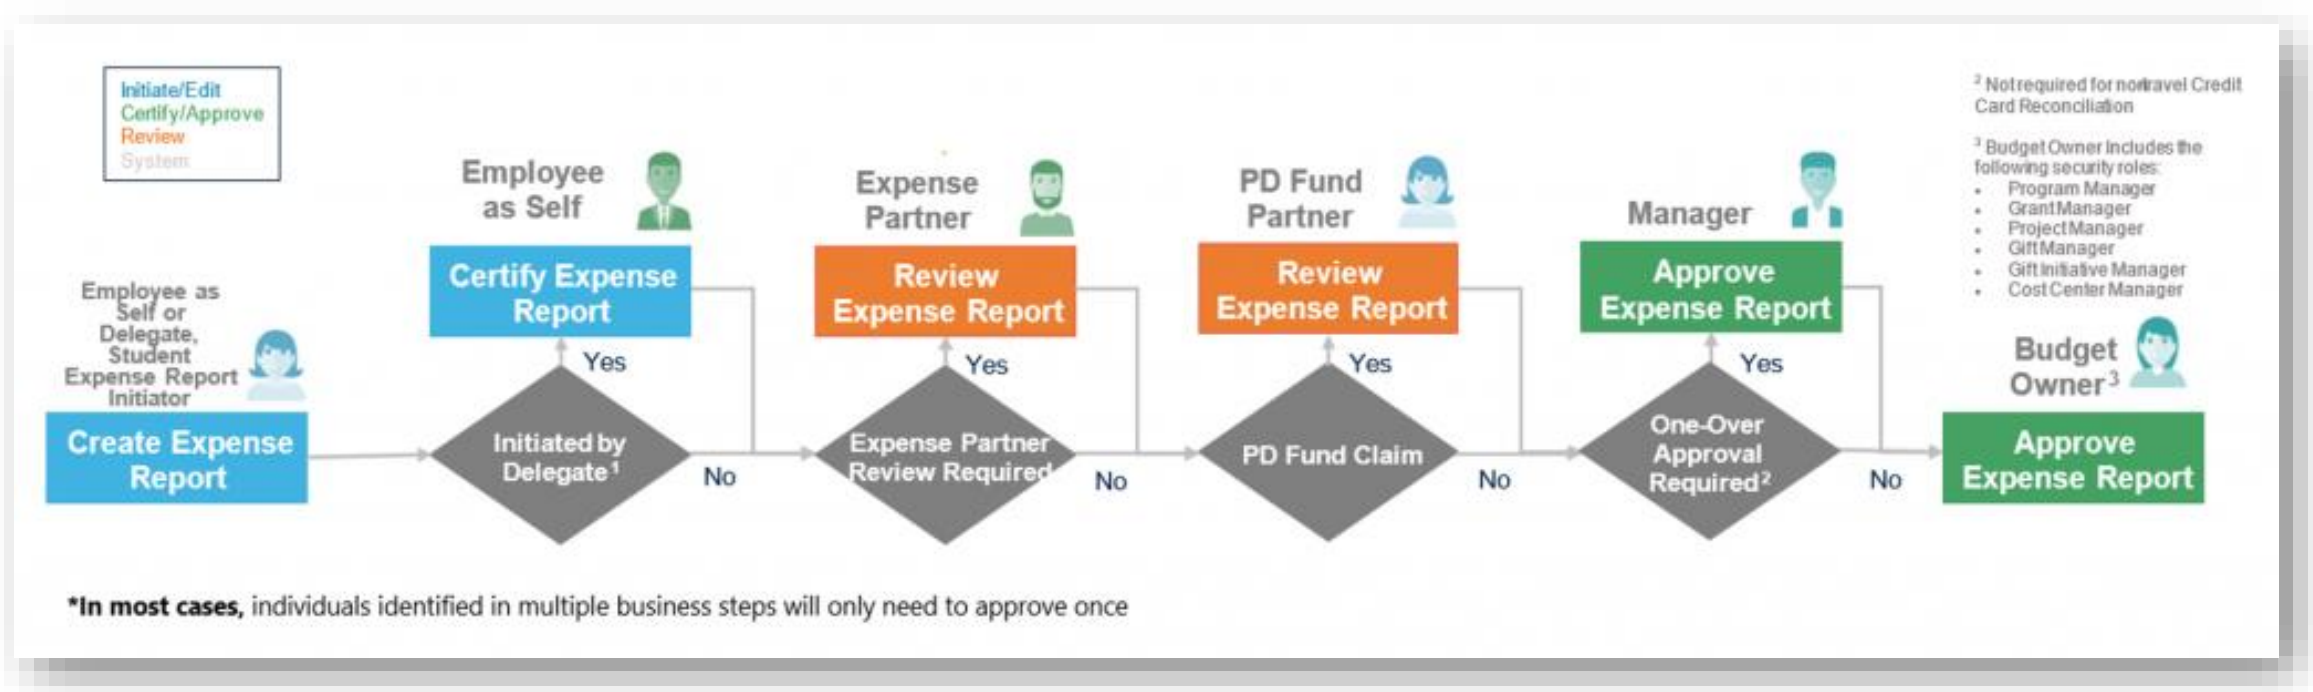 Initiate/Edit
Certify/Approve
Review
System
Employee as
Self or
Delegate,
Student
Expense Report
Initiator
Create Expense
Report
Employee
as Self
Certify Expense
Report
Yes
Initiated by
Delegate¹
No
Expense
Partner
Review
Expense Report
Yes
Expense Partner
Review Required
No
PD Fund
Partner
Review
Expense Report
Yes
PD Fund Claim
No
Manager
Approve
Expense Report
Yes
One-Over
Approval
Required²
No
² Not required for nontravel Credit
Card Reconciliation
³ Budget Owner Includes the
following security roles:
• Program Manager
• Grant Manager
• Project Manager
• Gift Manager
• Gift Initiative Manager
• Cost Center Manager
Budget
Owner³
Approve
Expense Report
*In most cases, individuals identified in multiple business steps will only need to approve once